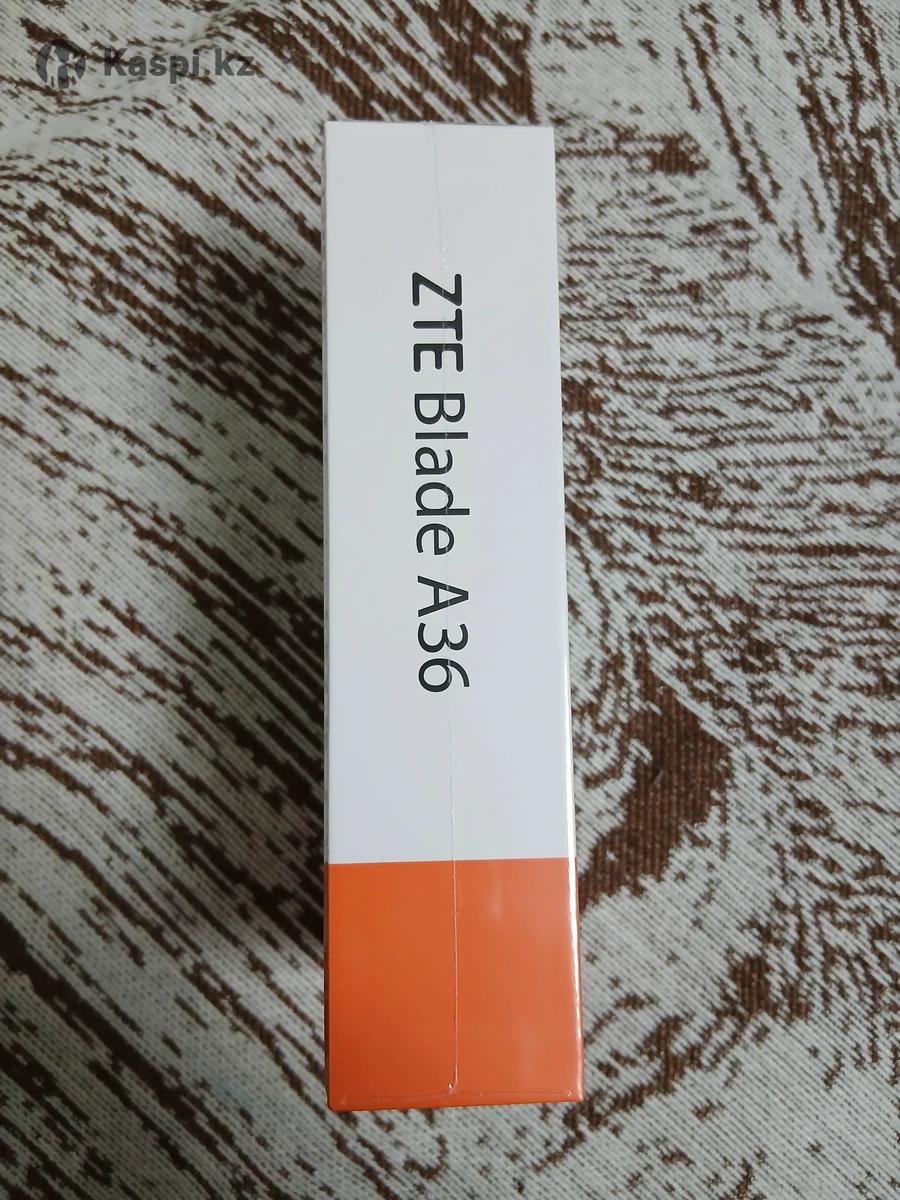 Kaspi.kz
ZTE Blade A36